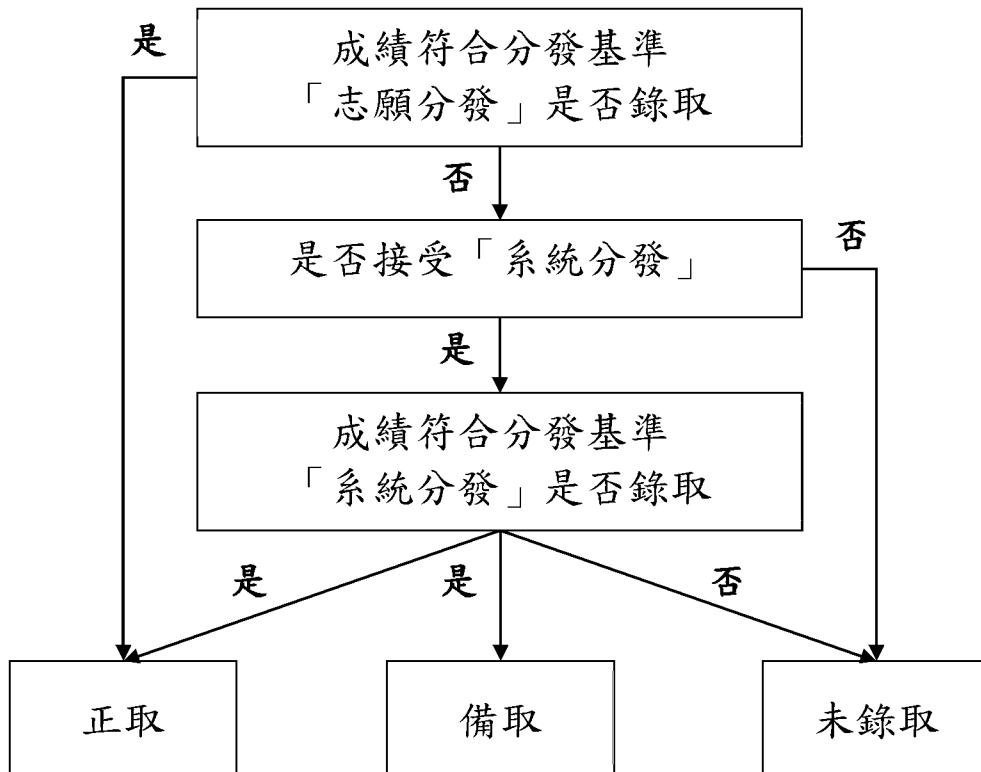 是
成績符合分發基準
「志願分發」是否錄取
否
是否接受「系統分發」
否
是
成績符合分發基準
「系統分發」是否錄取
是
是
否
正取
備取
未錄取